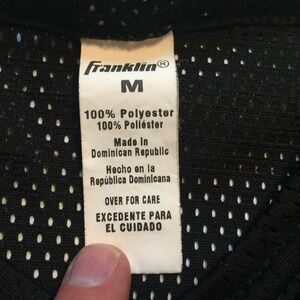 Franklin®
M
100% Polyester
100% Poliéster
Made in
Dominican Republic
Hecho en la
República Dominicana
OVER FOR CARE
EXCEDENTE PARA
EL CUIDADO